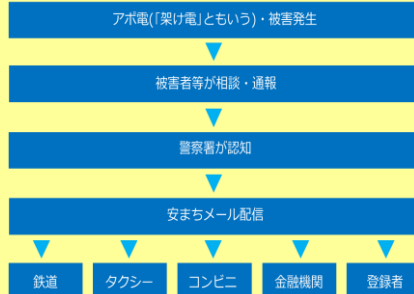 アポ電(「架け電」ともいう)・被害発生
被害者等が相談・通報
警察署が認知
安まちメール配信
鉄道
タクシー
コンビニ
金融機関
登録者